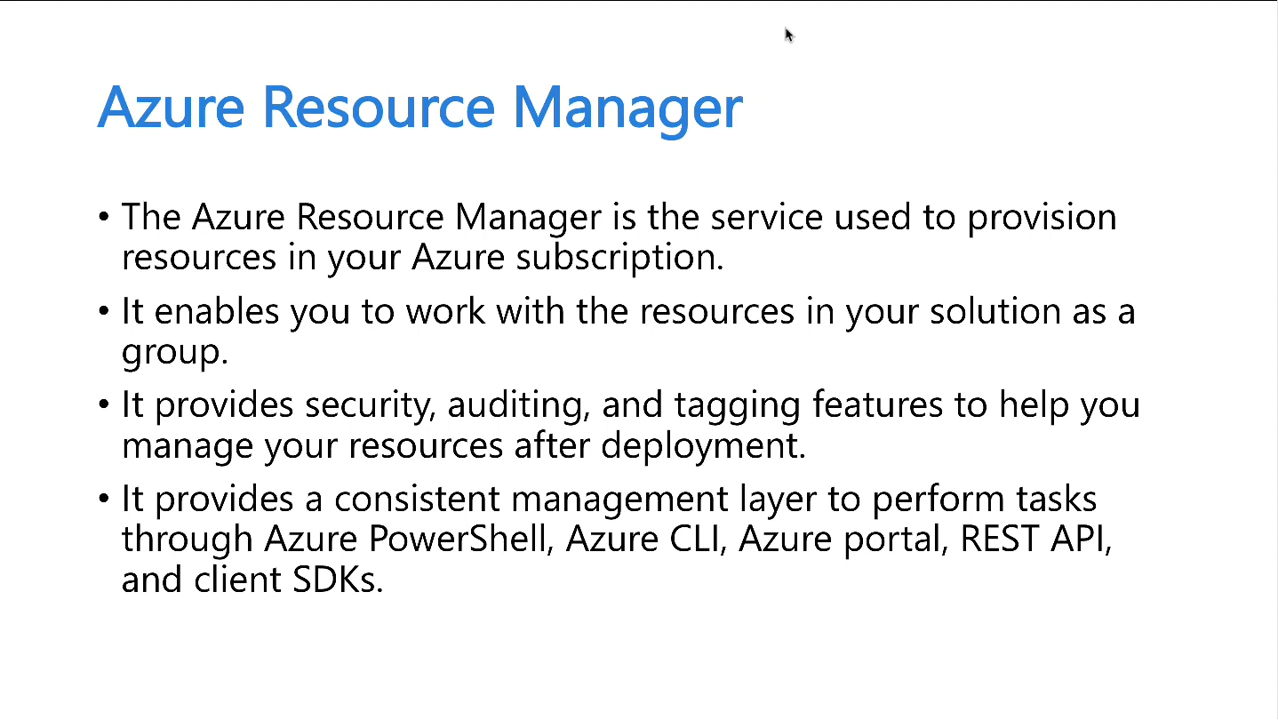 Azure Resource Manager
• The Azure Resource Manager is the service used to provision
resources in your Azure subscription.
• It enables you to work with the resources in your solution as a
group.
• It provides security, auditing, and tagging features to help you
manage your resources after deployment.
• It provides a consistent management layer to perform tasks
through Azure PowerShell, Azure CLI, Azure portal, REST API,
and client SDKs.